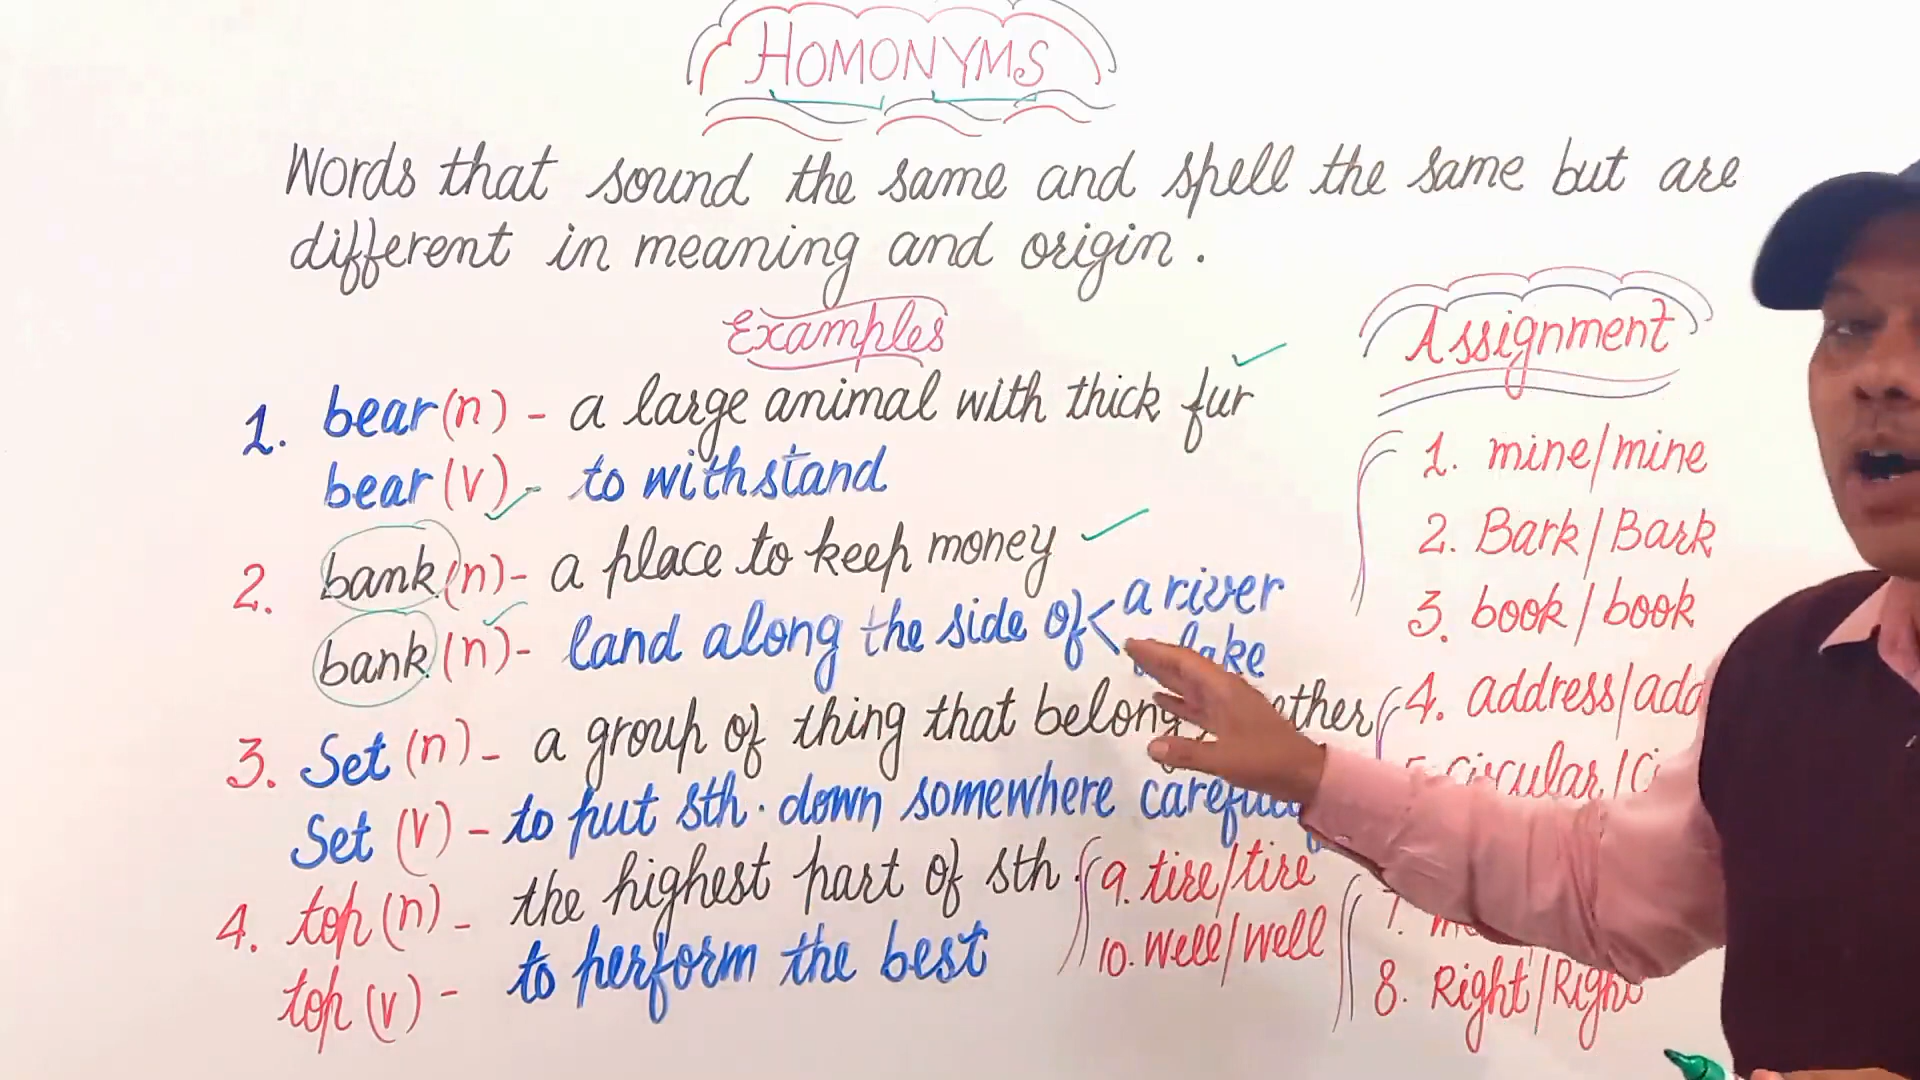 HOMONYMS
Words that sound the same and spell the same but are
different in meaning and origin.
Examples
1. bear (n) - a large animal with thick fur
bear (v) - to withstand
2. bank (n) - a place to keep money
bank (n) - land along the side of < a river
lake
3. Set (n) - a group of thing that belong
Set (v) - to put sth. down somewhere
4. top (n) - the highest part of sth.
top (v) - to perform the best
Assignment
1. mine/mine
2. Bark/Bark
3. book/book
4. address/add
circular/Ci
8. Right/Right
9. tire/tire
10. Well/well